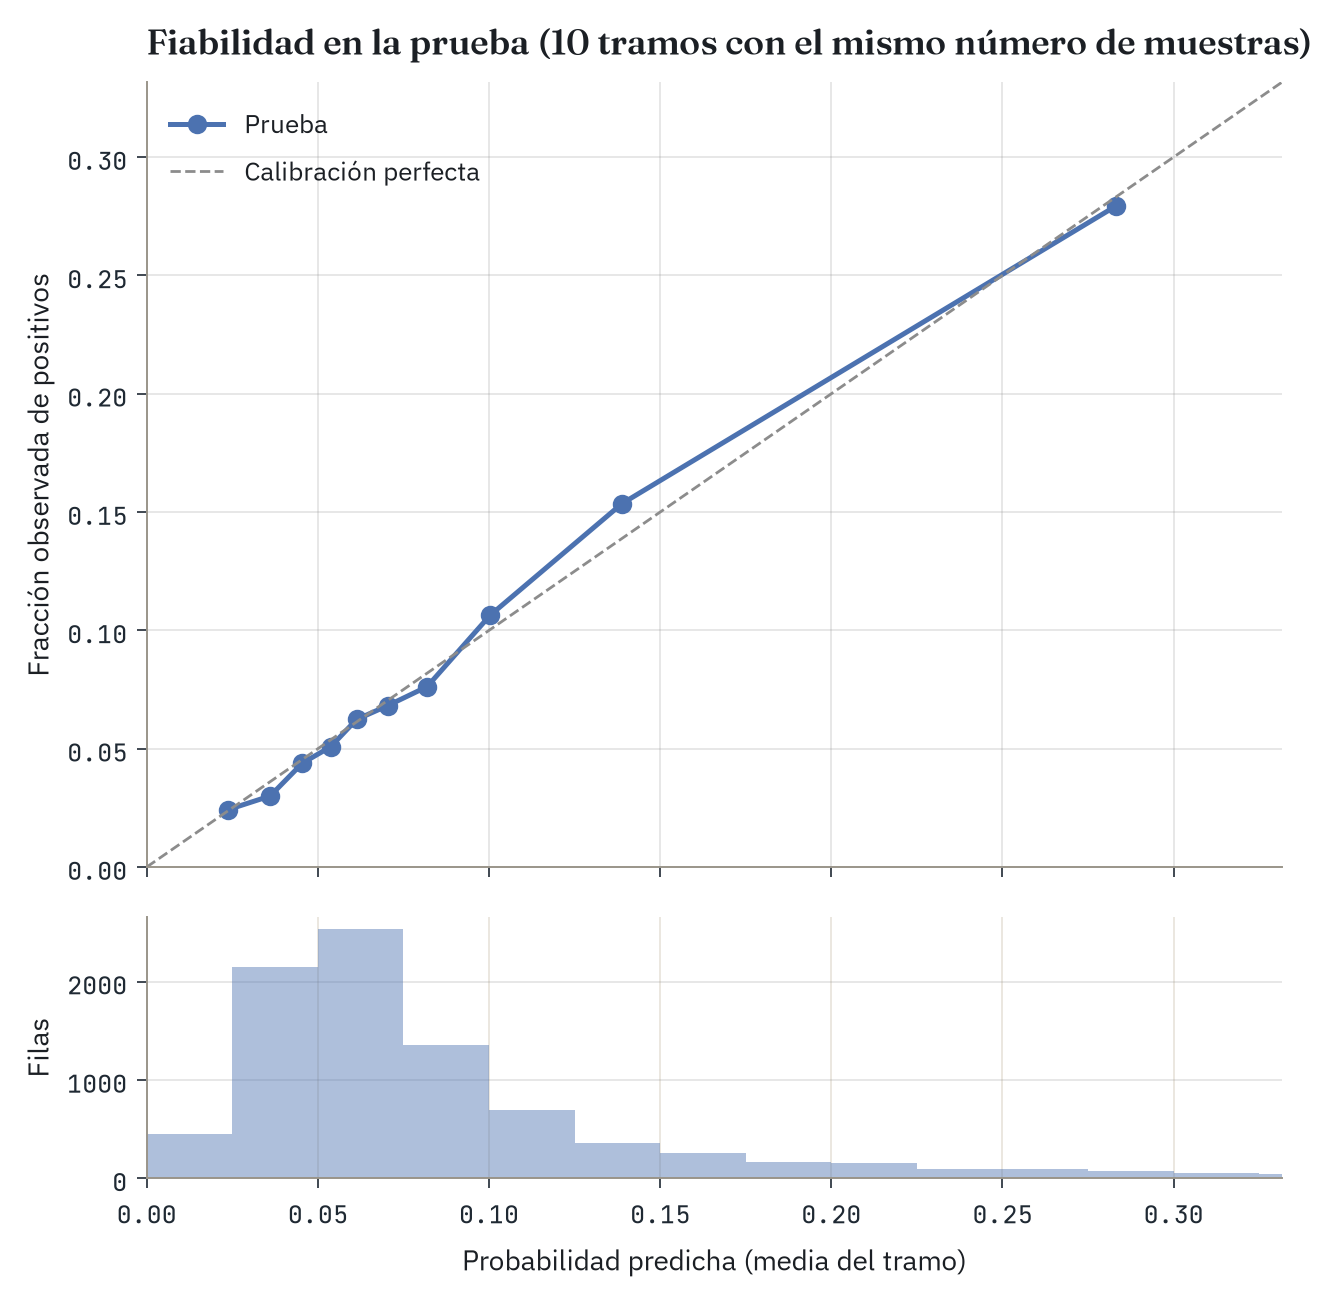 Fiabilidad en la prueba (10 tramos con el mismo número de muestras)
Prueba
Calibración perfecta
Fracción observada de positivos
0.30
0.25
0.20
0.15
0.10
0.05
0.00
Filas
2000
1000
0
0.00 0.05 0.10 0.15 0.20 0.25 0.30
Probabilidad predicha (media del tramo)